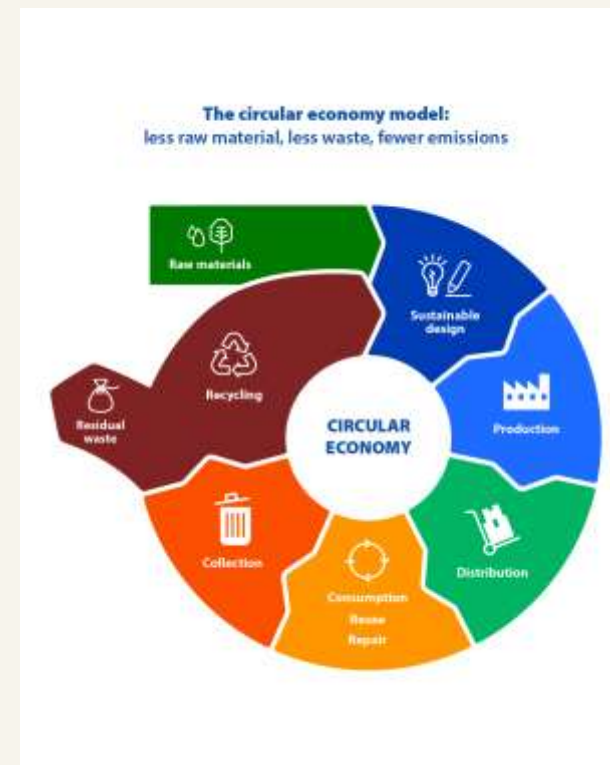 The circular economy model:
less raw material, less waste, fewer emissions
Raw materials
Sustainable
design
Production
Distribution
Consumption
Reuse
Repair
Collection
Recycling
Residual
waste
CIRCULAR
ECONOMY